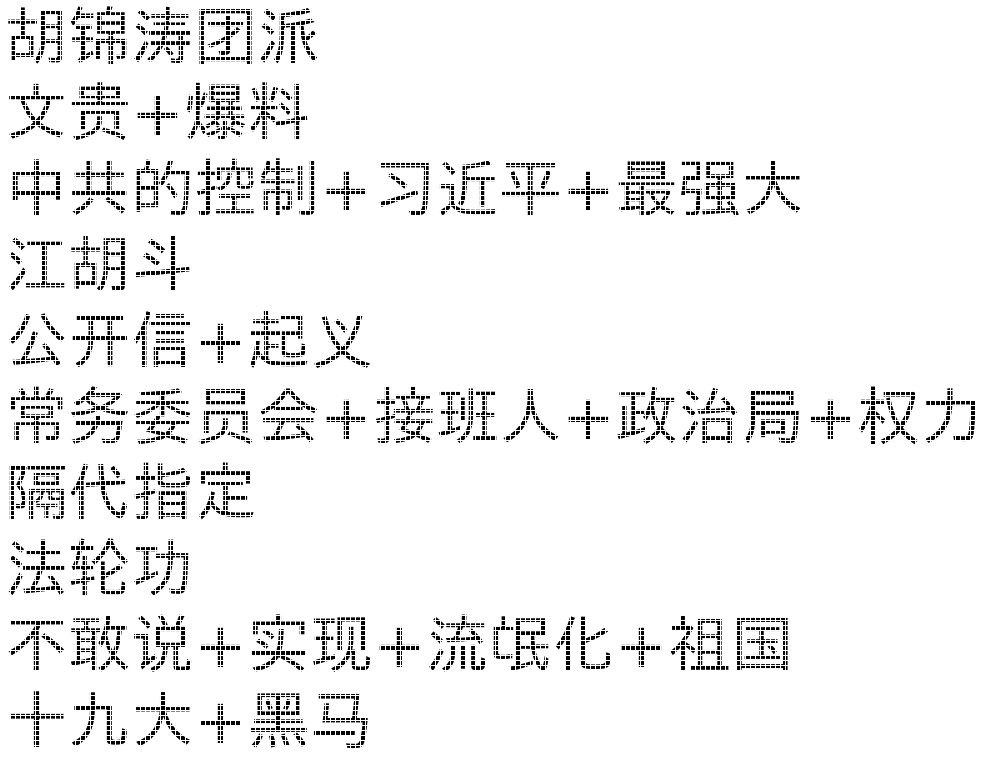 胡锦涛团派
文贵+爆料
中共的控制+习近平+最强大
江胡斗
公开信+起义
常务委员会+接班人+政治局+权力
隔代指定
法轮功
不敢说+实现+流氓化+祖国
十九大+黑马